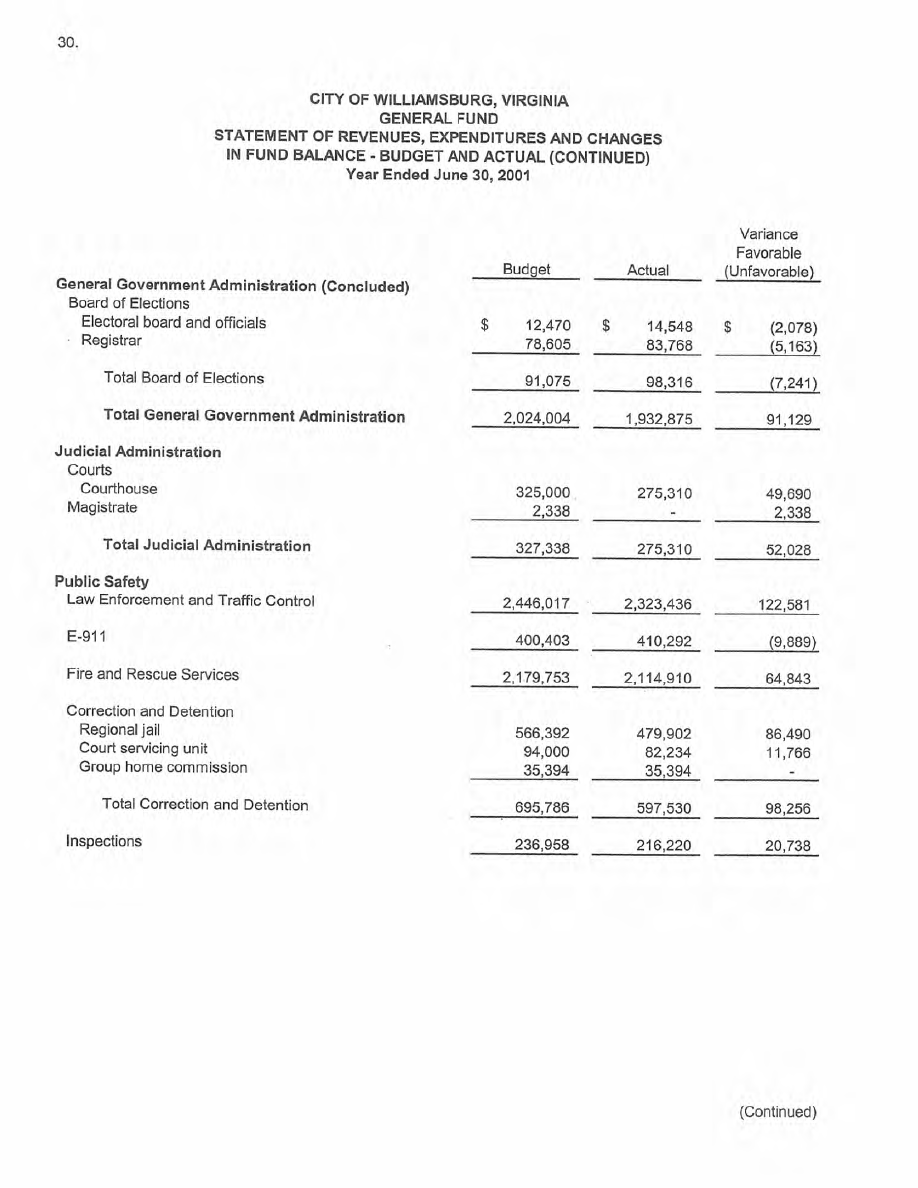 30.
CITY OF WILLIAMSBURG, VIRGINIA
GENERAL FUND
STATEMENT OF REVENUES, EXPENDITURES AND CHANGES
IN FUND BALANCE - BUDGET AND ACTUAL (CONTINUED)
Year Ended June 30, 2001
Variance
Favorable
Budget Actual (Unfavorable)
General Government Administration (Concluded)
Board of Elections
Electoral board and officials $ 12,470 $ 14,548 $ (2,078)
Registrar 78,605 83,768 (5,163)
Total Board of Elections 91,075 98,316 (7,241)
Total General Government Administration 2,024,004 1,932,875 91,129
Judicial Administration
Courts
Courthouse 325,000 275,310 49,690
Magistrate 2,338 - 2,338
Total Judicial Administration 327,338 275,310 52,028
Public Safety
Law Enforcement and Traffic Control 2,446,017 2,323,436 122,581
E-911 400,403 410,292 (9,889)
Fire and Rescue Services 2,179,753 2,114,910 64,843
Correction and Detention
Regional jail 566,392 479,902 86,490
Court servicing unit 94,000 82,234 11,766
Group home commission 35,394 35,394 -
Total Correction and Detention 695,786 597,530 98,256
Inspections 236,958 216,220 20,738
(Continued)